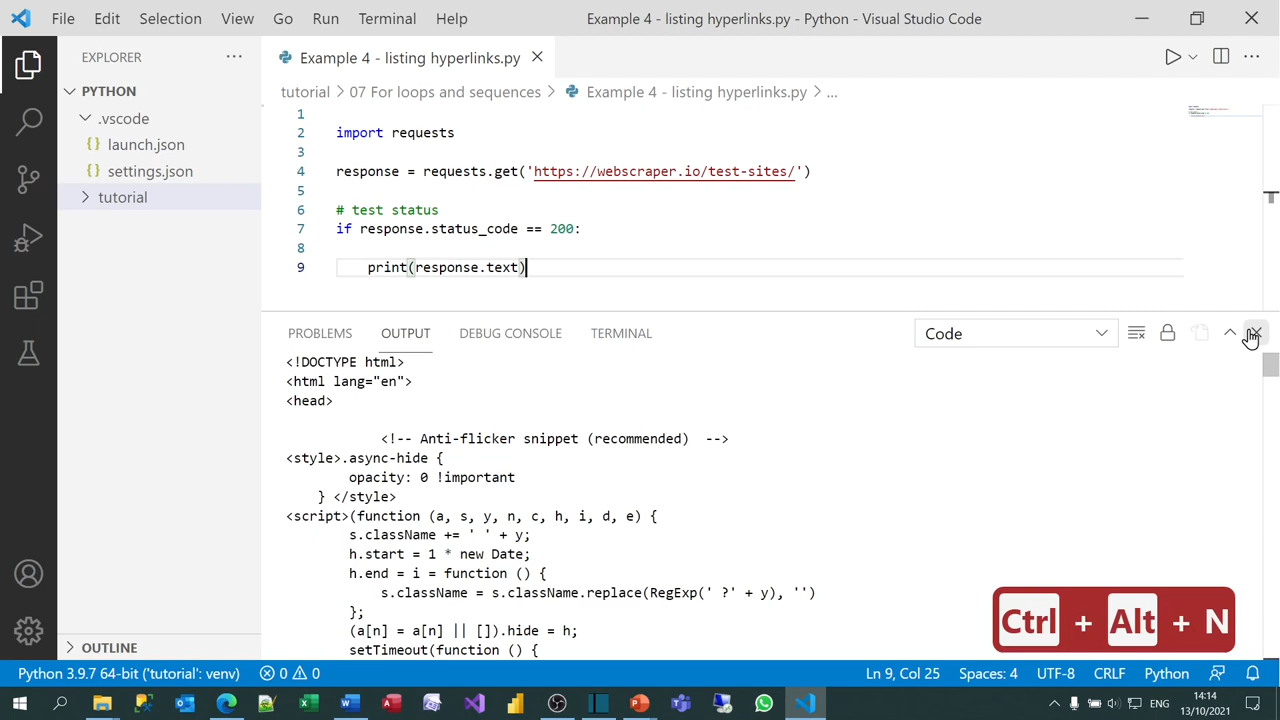 File Edit Selection View Go Run Terminal Help Example 4 - listing hyperlinks.py - Python - Visual Studio Code
EXPLORER
PYTHON
.vscode
{} launch.json
{} settings.json
tutorial
OUTLINE
Example 4 - listing hyperlinks.py
tutorial > 07 For loops and sequences > Example 4 - listing hyperlinks.py > ...
1
2 import requests
3
4 response = requests.get('https://webscraper.io/test-sites/')
5
6 # test status
7 if response.status_code == 200:
8
9 print(response.text)
PROBLEMS OUTPUT DEBUG CONSOLE TERMINAL Code
<!DOCTYPE html>
<html lang="en">
<head>
<!-- Anti-flicker snippet (recommended) -->
<style>.async-hide {
opacity: 0 !important
} </style>
<script>(function (a, s, y, n, c, h, i, d, e) {
s.className += ' ' + y;
h.start = 1 * new Date;
h.end = i = function () {
s.className = s.className.replace(RegExp(' ?' + y), '')
};
(a[n] = a[n] || []).hide = h;
setTimeout(function () {
Ctrl + Alt + N
Python 3.9.7 64-bit ('tutorial': venv) 0 0 Ln 9, Col 25 Spaces: 4 UTF-8 CRLF Python
ENG
14:14
13/10/2021